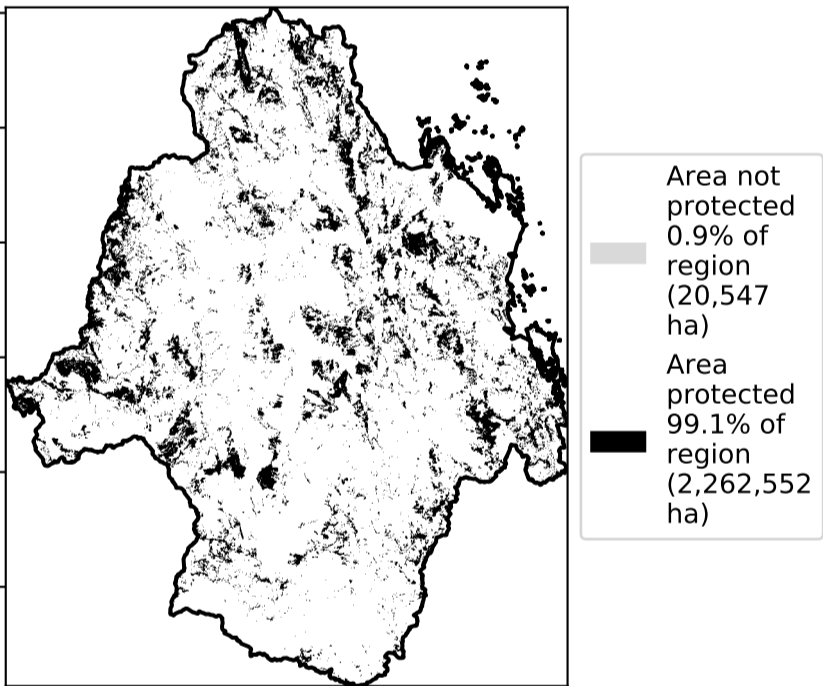 Area not
protected
0.9% of
region
(20,547
ha)
Area
protected
99.1% of
region
(2,262,552
ha)